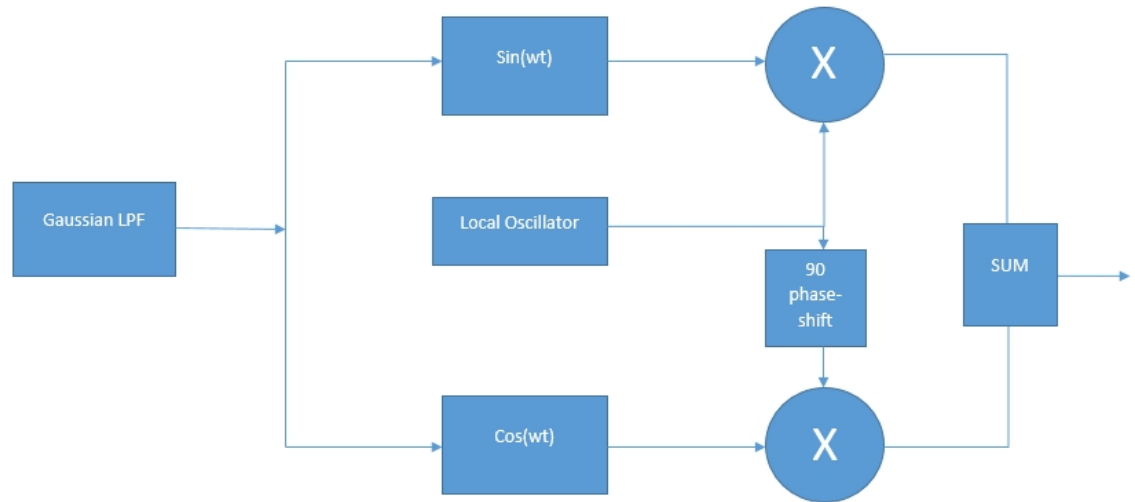 Sin(wt)
X
Gaussian LPF
Local Oscillator
90
phase-
shift
SUM
Cos(wt)
X